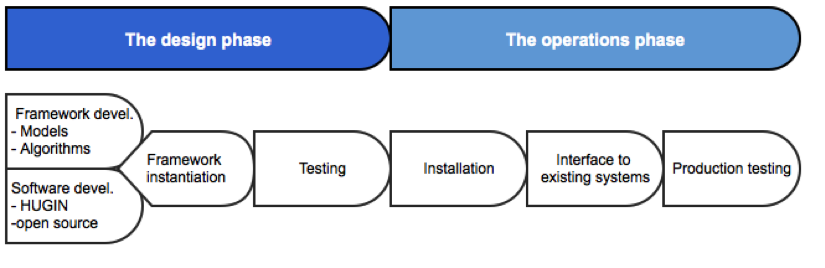 The design phase
The operations phase
Framework devel.
- Models
- Algorithms
Software devel.
- HUGIN
-open source
Framework
instantiation
Testing
Installation
Interface to
existing systems
Production testing